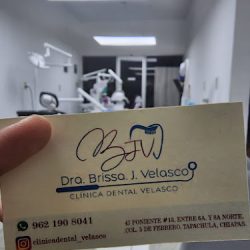 BJV
Dra. Brissa. J. Velasco
CLINICA DENTAL VELASCO
962 190 8041
clinicadental_velasco
4ª PONIENTE #13, ENTRE 6A. Y 8A NORTE,
COL. 5 DE FEBRERO, TAPACHULA, CHIAPAS